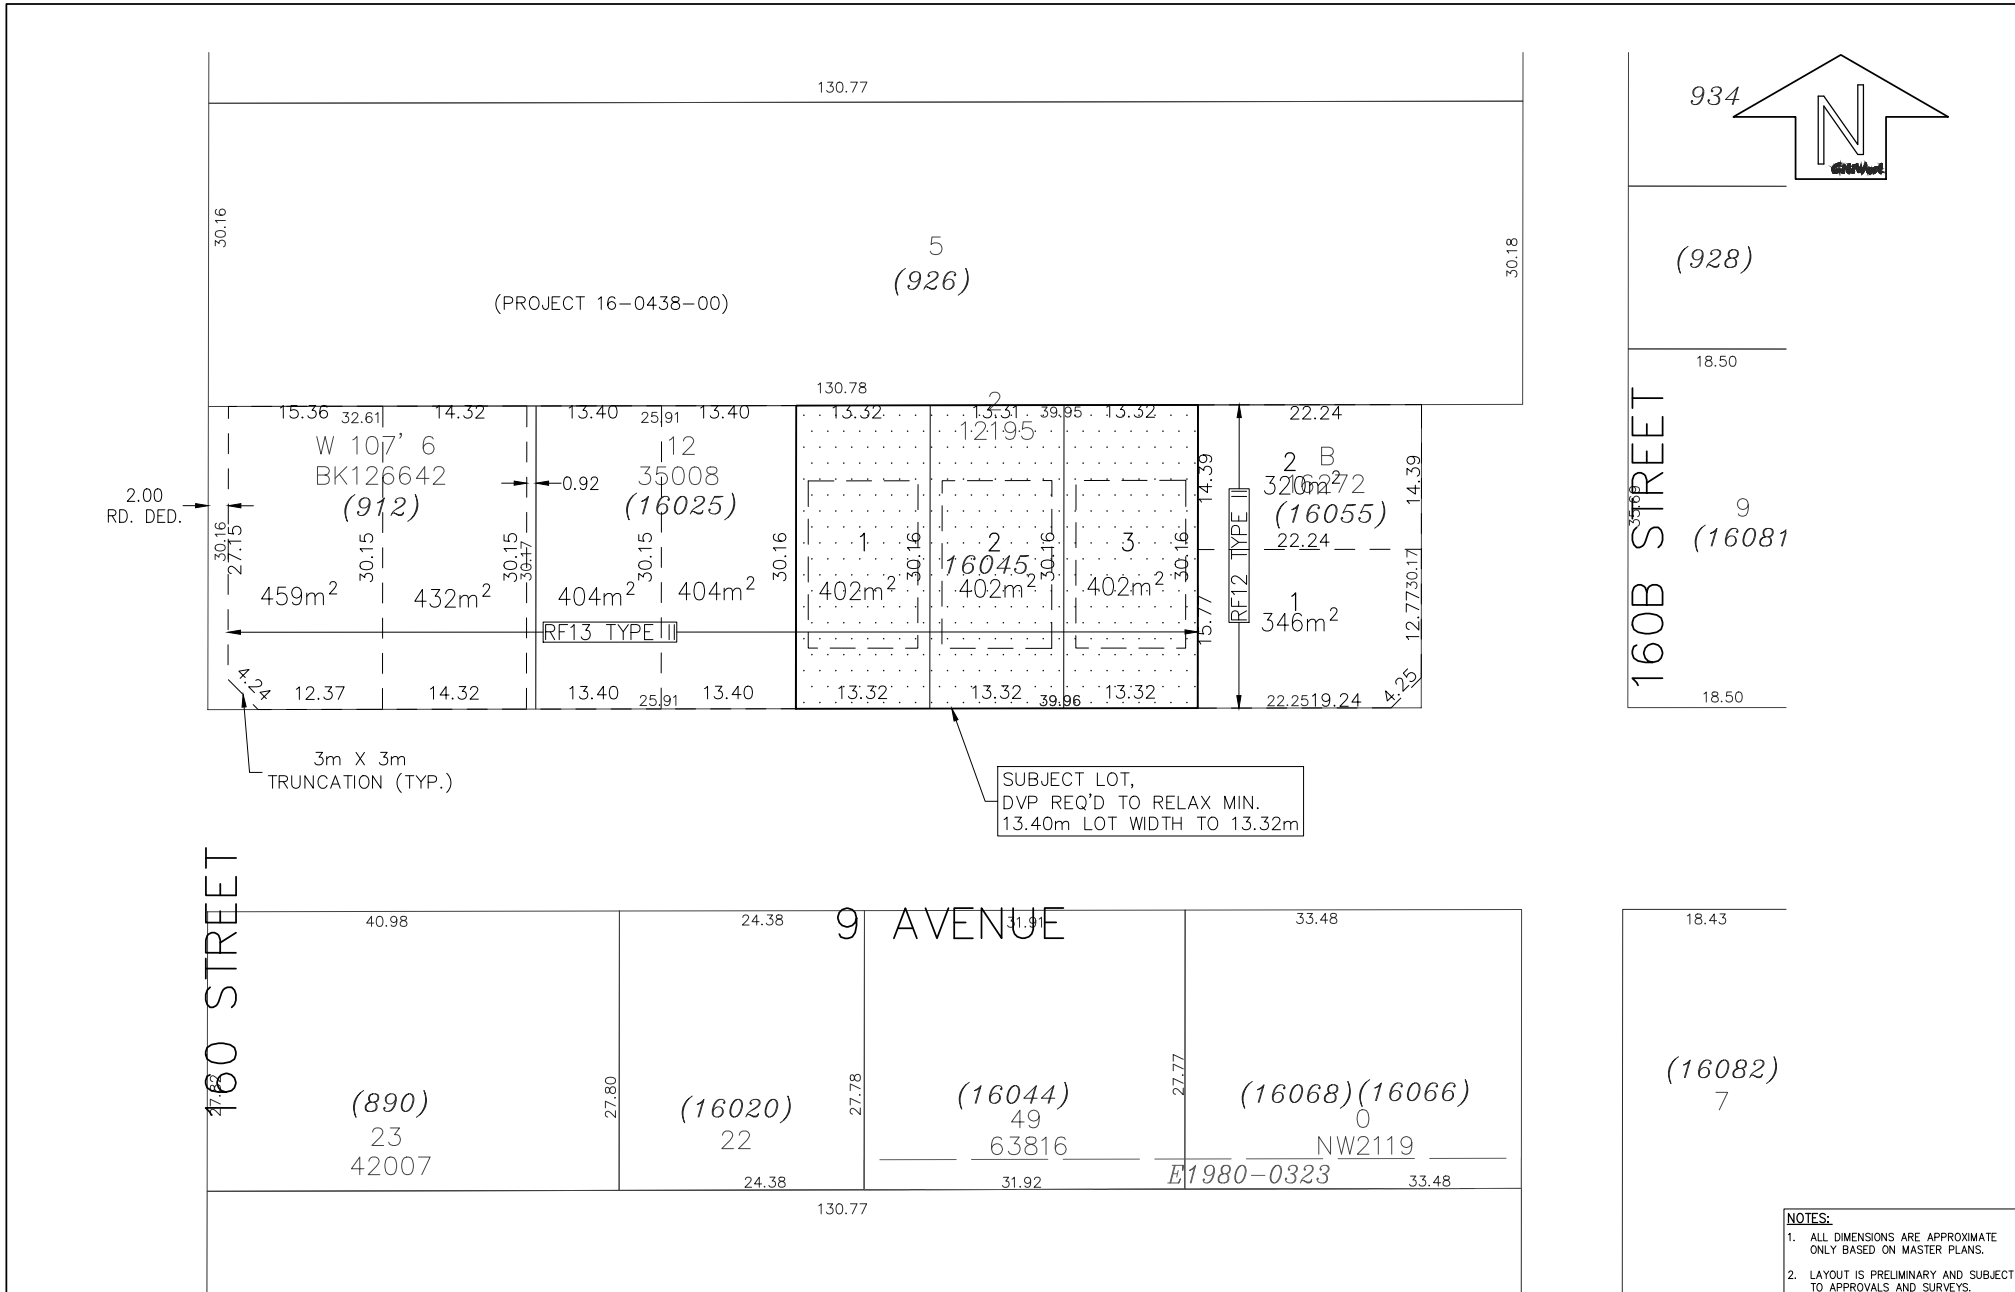 130.77
934
N
30.16
5
(926)
30.18
(928)
(PROJECT 16-0438-00)
18.50
130.78
15.36 32.61 14.32 13.40 25.91 13.40 13.32 13.31 39.95 13.32 22.24
2
12195
W 107' 6
BK126642
(912)
12
35008
(16025)
2 B
320m² 16272
(16055)
22.24
14.39
14.39
2.00
RD. DED.
0.92
30.16
27.15
30.15
30.15
30.17
30.15
30.16
30.16
30.16
30.16
1
2
3
16045
459m² 432m² 404m² 404m² 402m² 402m² 402m²
1
346m²
15.77
12.77
30.17
RF13 TYPE II
RF12 TYPE II
35.69
9
(16081
160B STREET
4.24
12.37 14.32 13.40 25.91 13.40 13.32 13.32 39.96 13.32 22.25 19.24
4.25
18.50
3m X 3m
TRUNCATION (TYP.)
SUBJECT LOT,
DVP REQ'D TO RELAX MIN.
13.40m LOT WIDTH TO 13.32m
160 STREET
9 AVENUE
40.98 24.38 31.91 33.48 18.43
27.82
27.80
27.78
27.77
(890)
23
42007
(16020)
22
(16044)
49
63816
(16068) (16066)
0
NW2119
(16082)
7
E1980-0323
24.38 31.92 33.48
130.77
NOTES:
1. ALL DIMENSIONS ARE APPROXIMATE
ONLY BASED ON MASTER PLANS.
2. LAYOUT IS PRELIMINARY AND SUBJECT
TO APPROVALS AND SURVEYS.